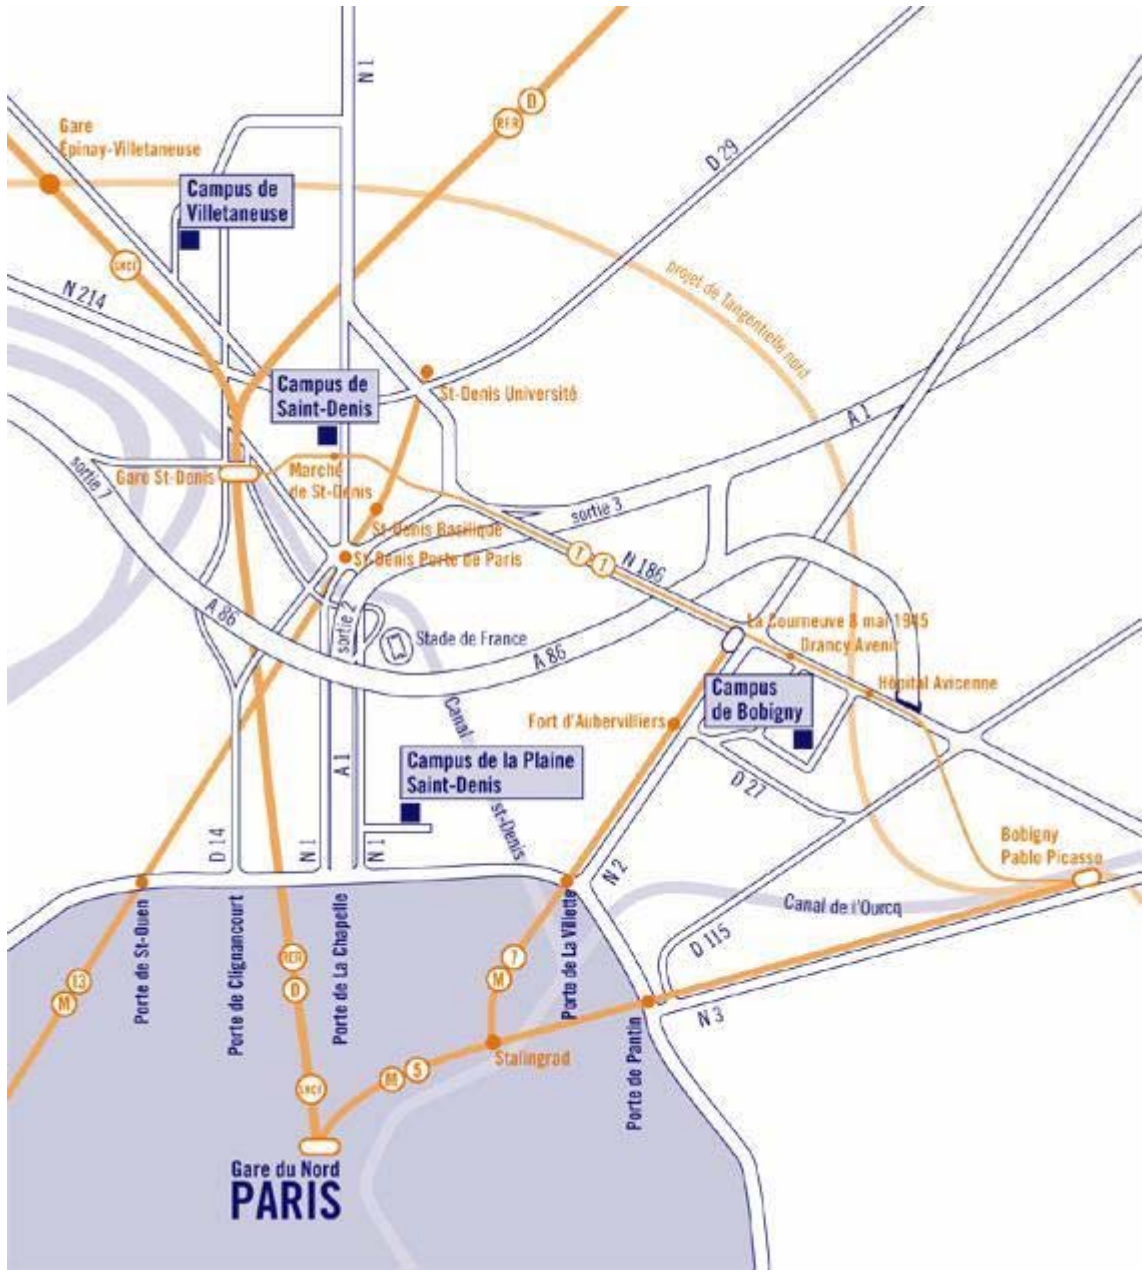 N 1
D
RER
Gare
Épinay-Villetaneuse
D 29
Campus de
Villetaneuse
SNCF
N 214
projet de Tangentielle nord
Campus de
Saint-Denis
St-Denis Université
A 1
sortie 7
Gare St-Denis
Marché
de St-Denis
sortie 3
St-Denis Basilique
St-Denis Porte de Paris
T
1
N 186
A 86
sortie 2
Stade de France
A 86
La Courneuve 8 mai 1945
Drancy Avenir
Hôpital Avicenne
Campus
de Bobigny
Canal
st-Denis
Fort d'Aubervilliers
A 1
Campus de la Plaine
Saint-Denis
D 27
D 14
N 1
N 1
N 2
Bobigny
Pablo Picasso
Canal de l'Ourcq
D 115
Porte de St-Ouen
Porte de Clignancourt
Porte de La Chapelle
Porte de La Villette
Porte de Pantin
13
M
RER
D
7
M
N 3
Stalingrad
SNCF
M
5
Gare du Nord
PARIS